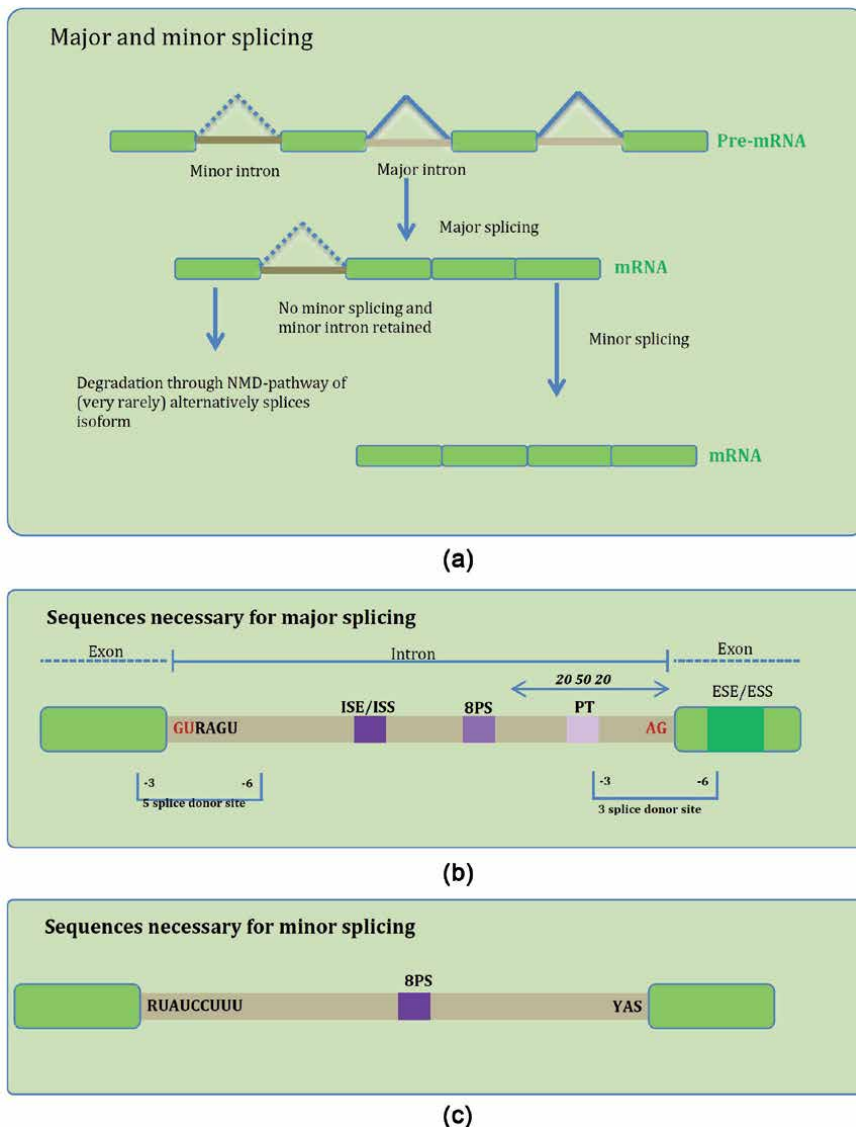 Major and minor splicing
Pre-mRNA
Minor intron
Major intron
Major splicing
mRNA
No minor splicing and
minor intron retained
Minor splicing
Degradation through NMD-pathway of
(very rarely) alternatively splices
isoform
mRNA
(a)
Sequences necessary for major splicing
Exon
Intron
Exon
20 50 20
ESE/ESS
ISE/ISS
8PS
PT
GURAGU
AG
-3
-6
5 splice donor site
-3
-6
3 splice donor site
(b)
Sequences necessary for minor splicing
8PS
RUAUCCUUU
YAS
(c)